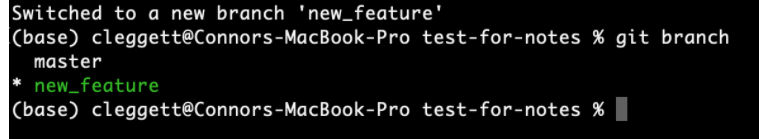 Switched to a new branch 'new_feature'
(base) cleggett@Connors-MacBook-Pro test-for-notes % git branch
  master
* new_feature
(base) cleggett@Connors-MacBook-Pro test-for-notes %